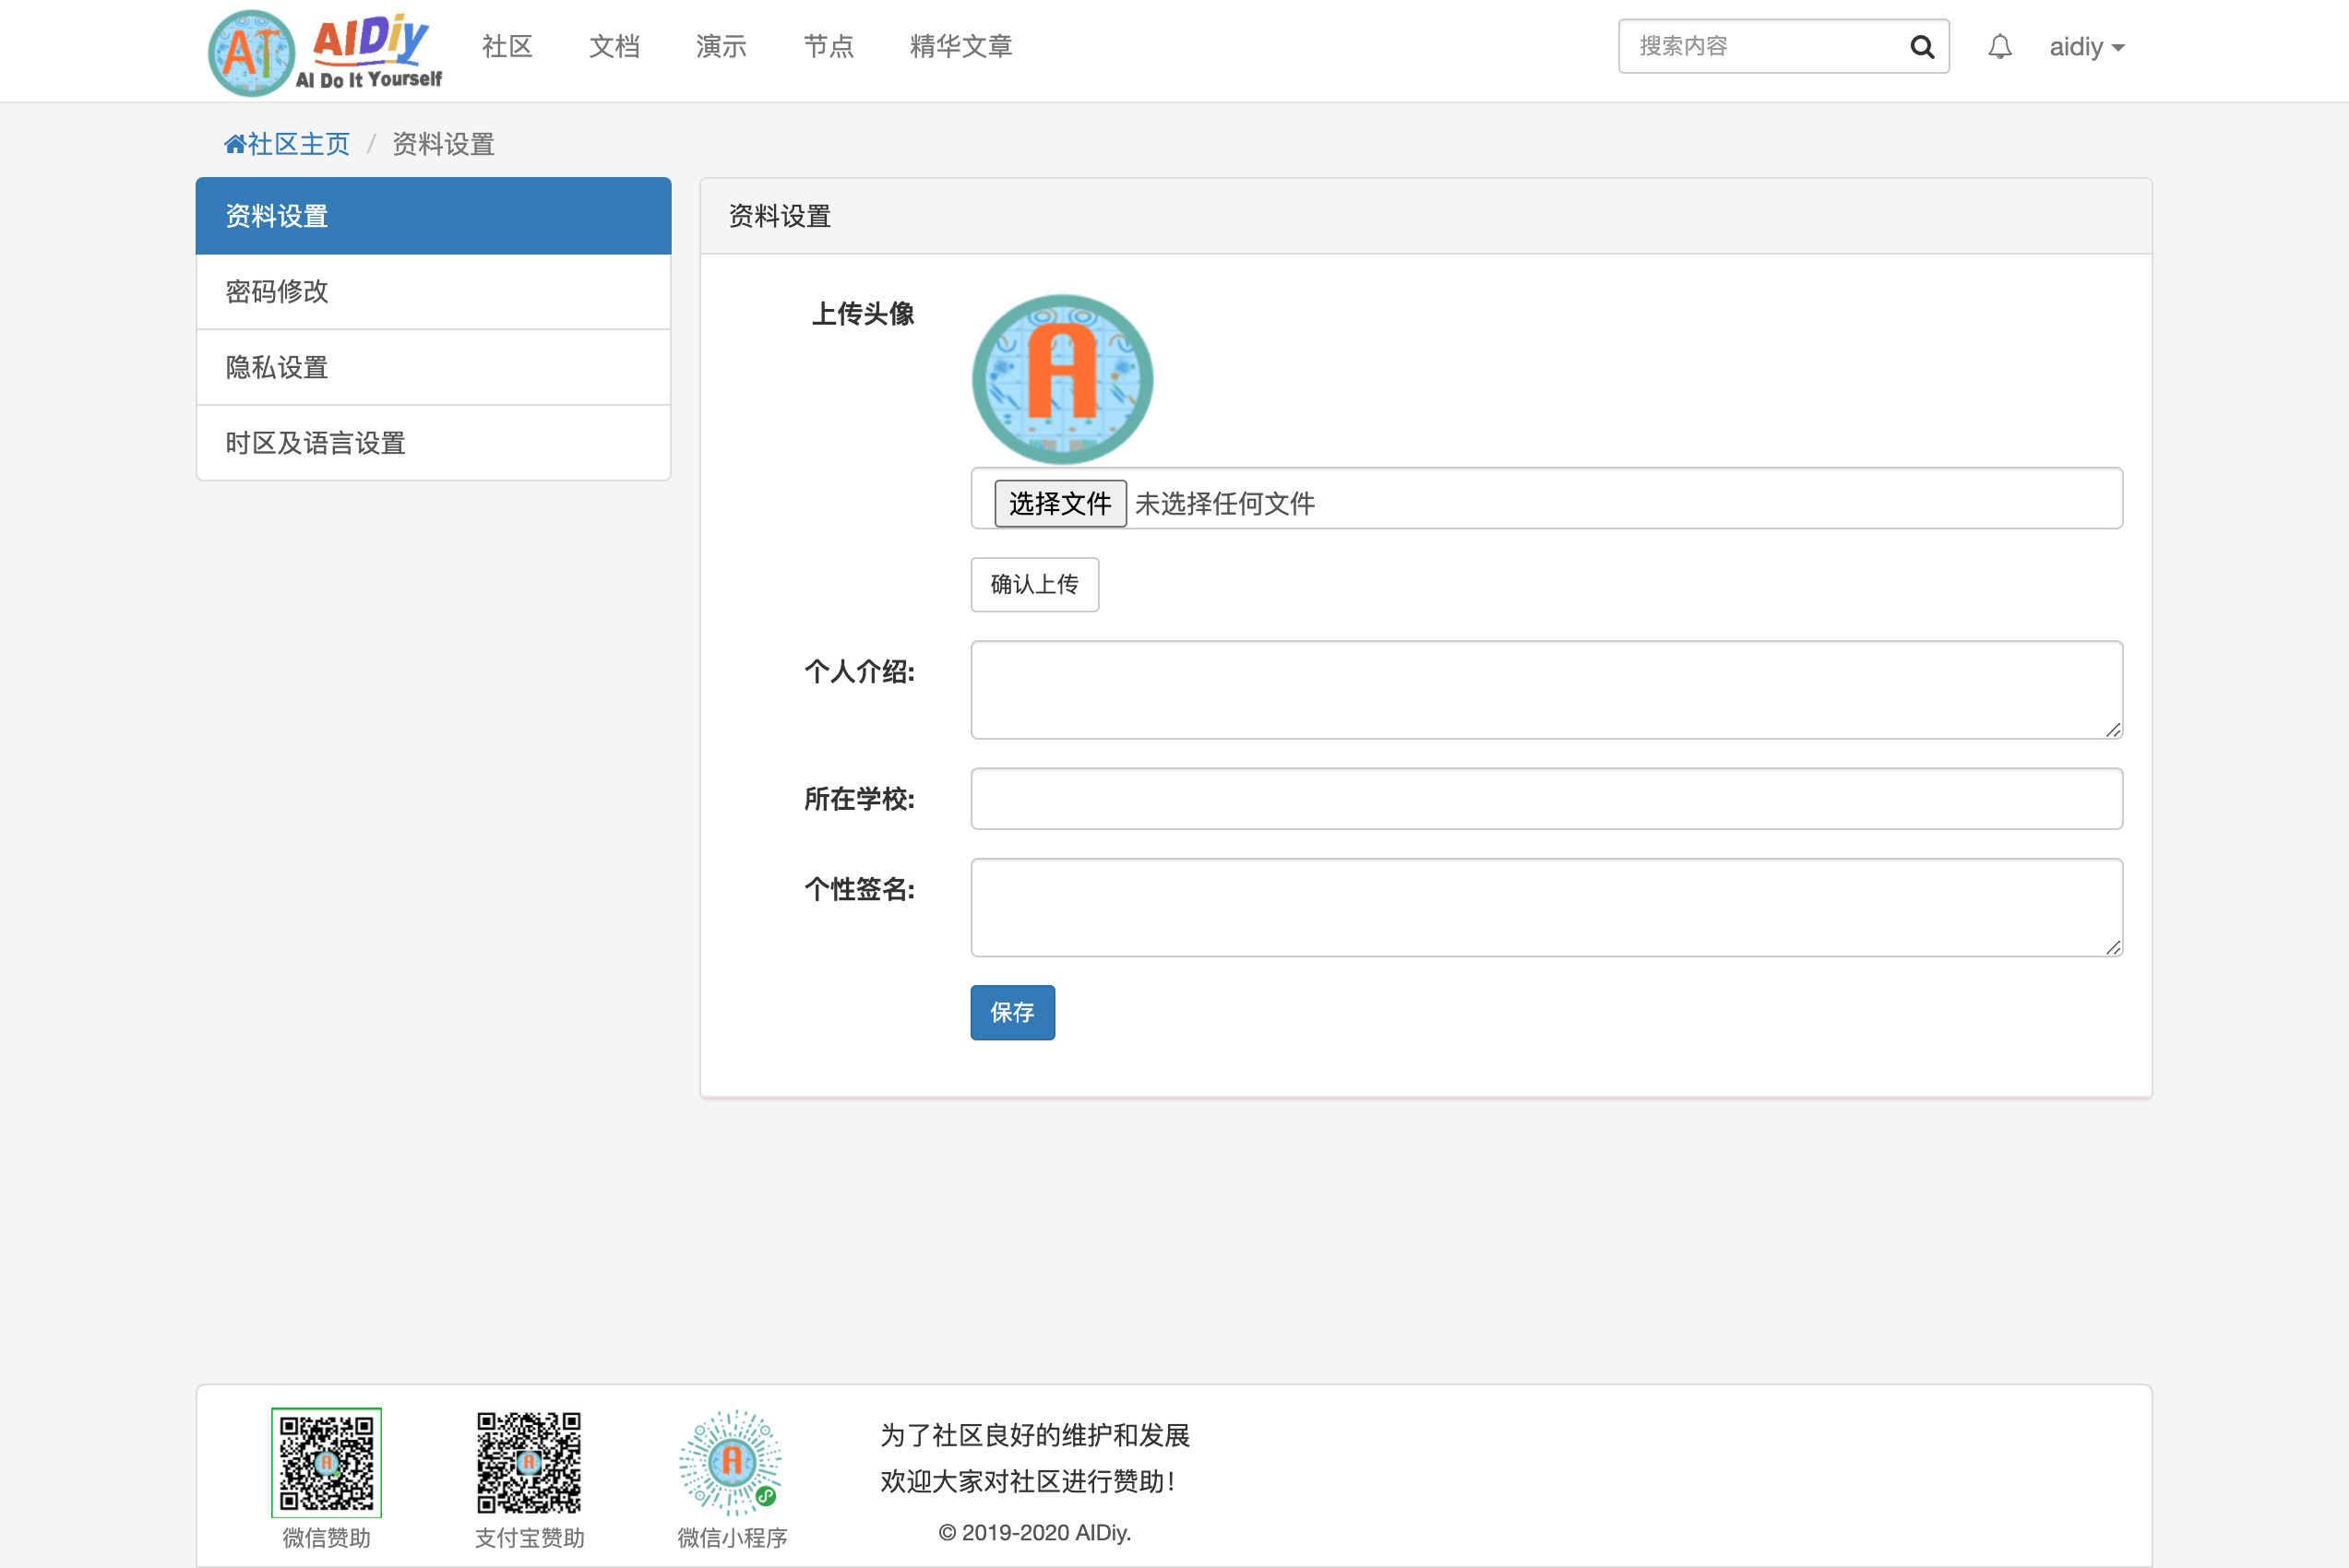 AT AIDiy
AI Do It Yourself
社区 文档 演示 节点 精华文章 搜索内容 aidiy
社区主页 / 资料设置
资料设置
密码修改
隐私设置
时区及语言设置
资料设置
上传头像
A
选择文件 未选择任何文件
确认上传
个人介绍:
所在学校:
个性签名:
保存
A
微信赞助
A
支付宝赞助
A
微信小程序
为了社区良好的维护和发展
欢迎大家对社区进行赞助!
© 2019-2020 AIDiy.